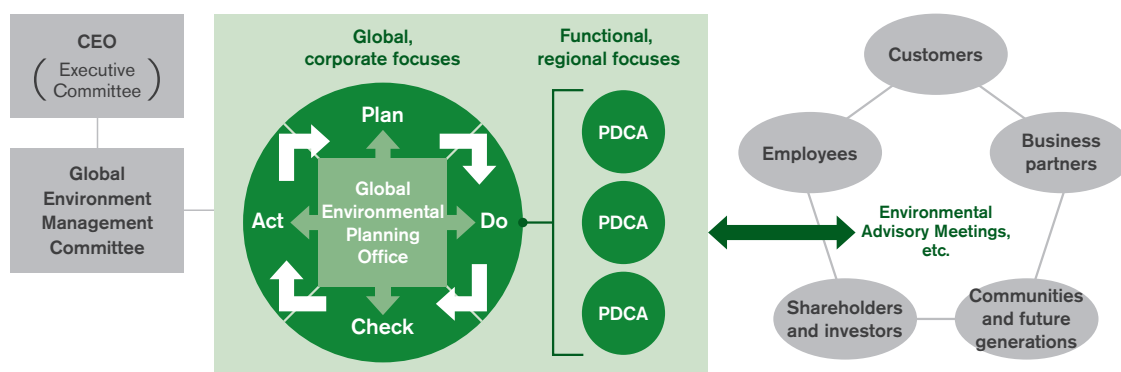 CEO
(Executive
Committee)
Global
Environment
Management
Committee
Global,
corporate focuses
Functional,
regional focuses
Plan
Act
Global
Environmental
Planning
Office
Do
Check
PDCA
PDCA
PDCA
Customers
Employees
Business
partners
Environmental
Advisory Meetings,
etc.
Shareholders
and investors
Communities
and future
generations